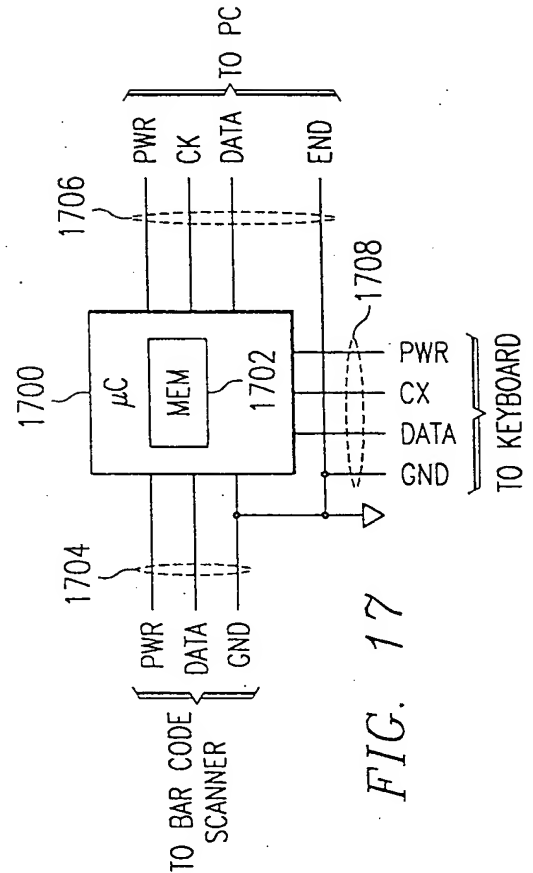 1700
µC
MEM
1702
1704
PWR
DATA
GND
TO BAR CODE
SCANNER
1706
PWR
CK
DATA
END
TO PC
1708
PWR
CX
DATA
GND
TO KEYBOARD
FIG. 17